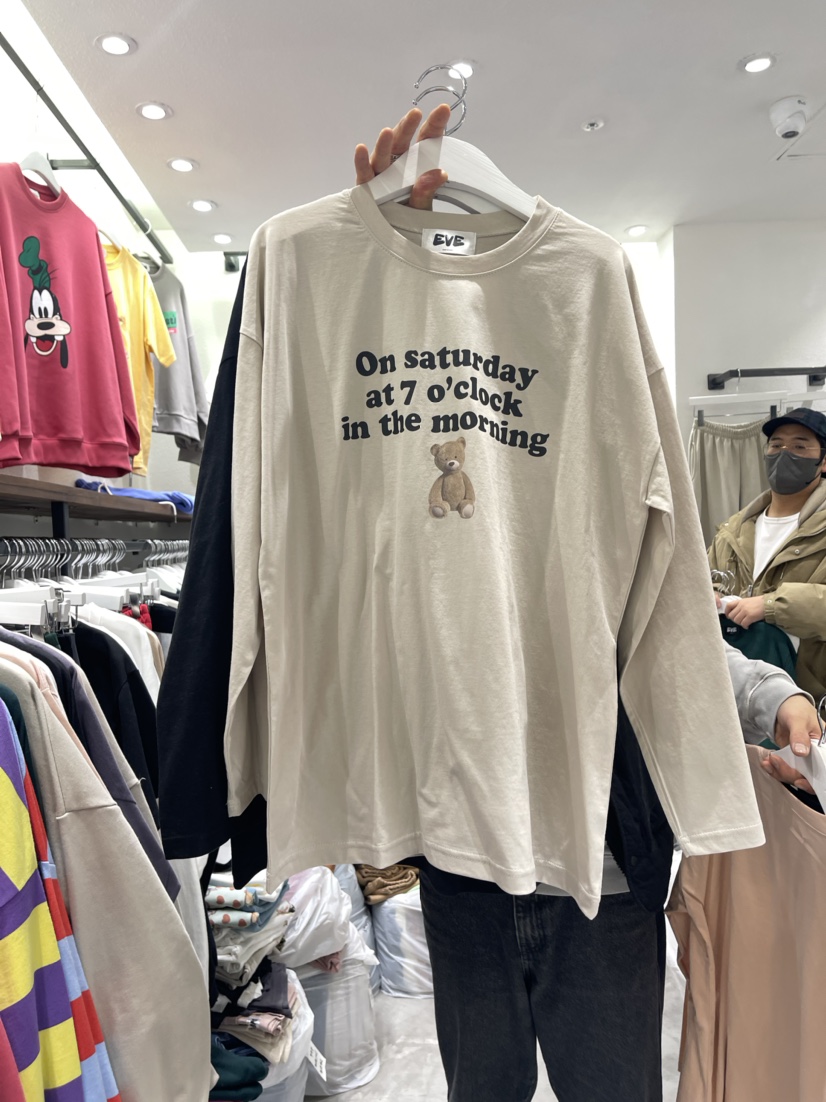 EVE
On saturday
at 7 o'clock
in the morning